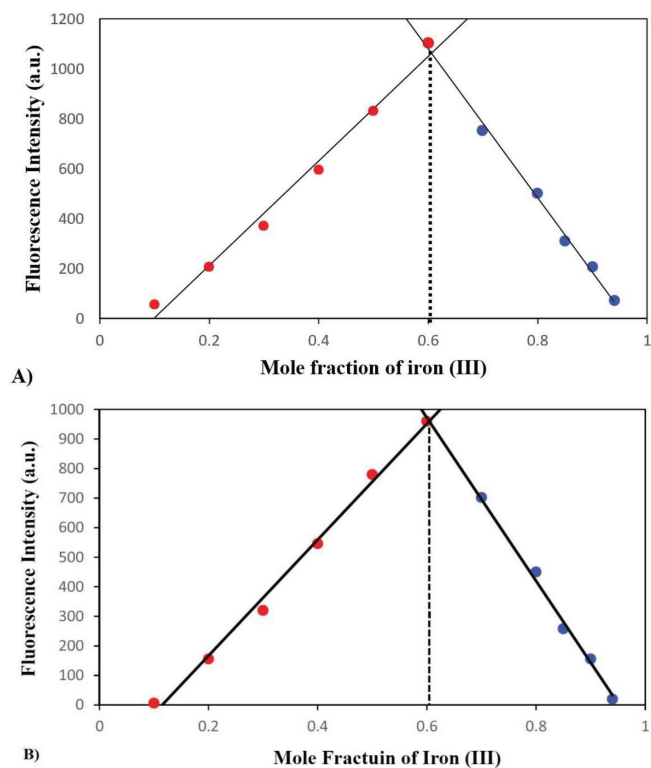 Fluorescence Intensity (a.u.)
1200
1000
800
600
400
200
0
0 0.2 0.4 0.6 0.8 1
Mole fraction of iron (III)
A)
Fluorescence Intensity (a.u.)
1000
900
800
700
600
500
400
300
200
100
0
0 0.2 0.4 0.6 0.8 1
Mole Fractuin of Iron (III)
B)